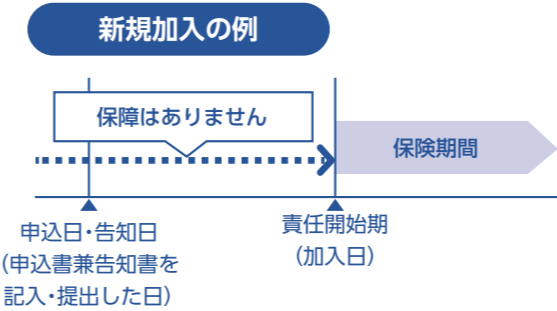 新規加入の例
保障はありません
保険期間
申込日・告知日
（申込書兼告知書を
記入・提出した日）
責任開始期
（加入日）